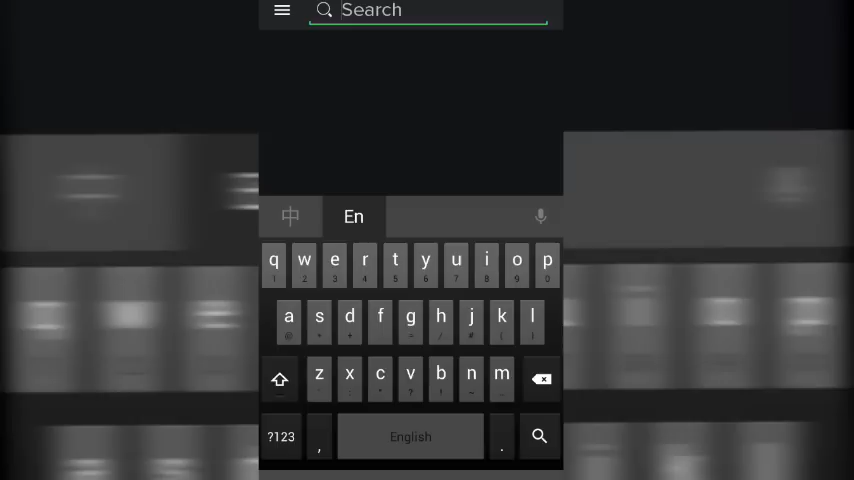 Search
中 En
q w e r t y u i o p
1 2 3 4 5 6 7 8 9 0
a s d f g h j k l
z x c v b n m
?123 , English .